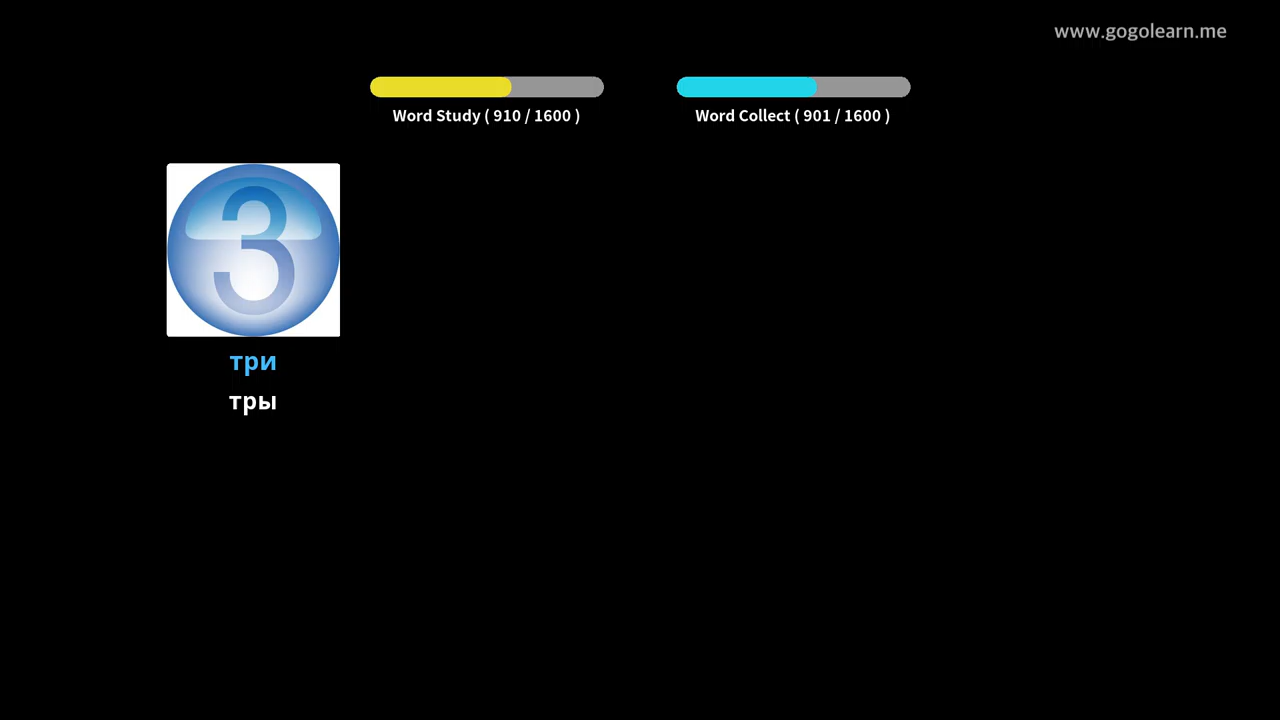 www.gogolearn.me
Word Study ( 910 / 1600 )
Word Collect ( 901 / 1600 )
3
три
тры